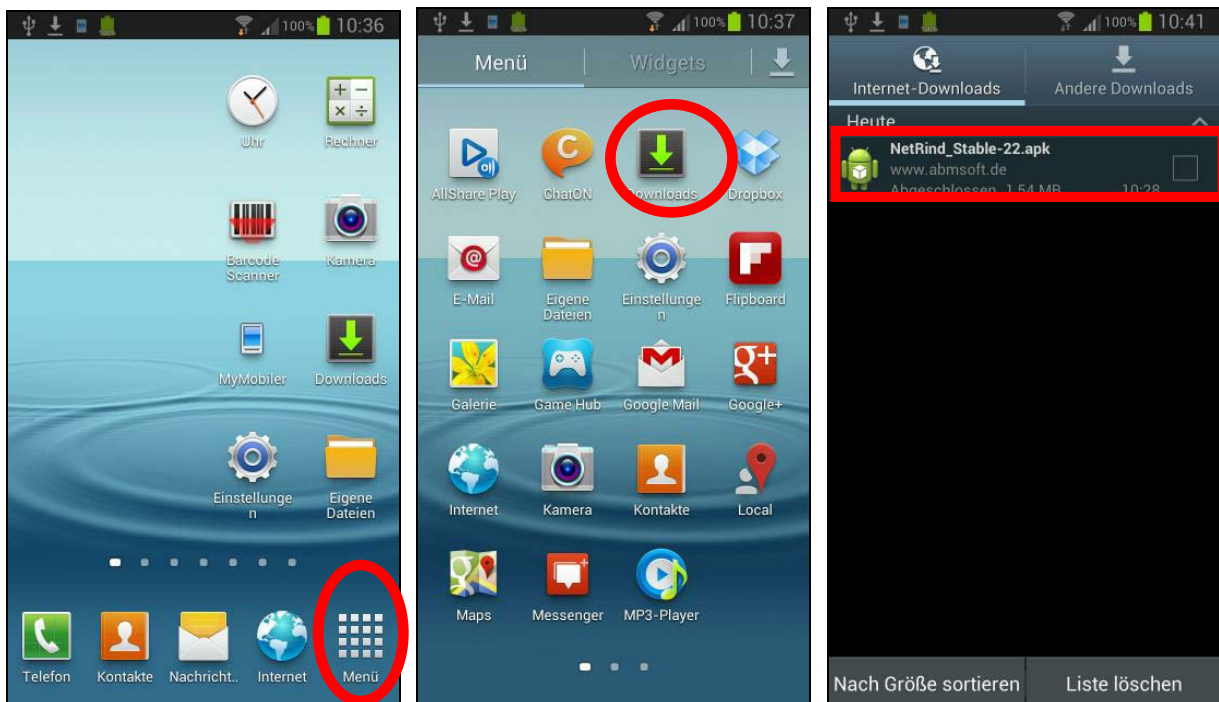 100% 10:36
Uhr Rechner
Barcode Scanner Kamera
MyMobiler Downloads
Einstellunge
n
Eigene
Dateien
Telefon Kontakte Nachricht.. Internet Menü
100% 10:37
Menü Widgets
AllShare Play ChatON Downloads Dropbox
E-Mail Eigene Dateien Einstellunge
n
Flipboard
Galerie Game Hub Google Mail Google+
Internet Kamera Kontakte Local
Maps Messenger MP3-Player
100% 10:41
Internet-Downloads Andere Downloads
Heute
NetRind_Stable-22.apk
www.abmsoft.de
Abgeschlossen 1,54 MB 10:28
Nach Größe sortieren Liste löschen